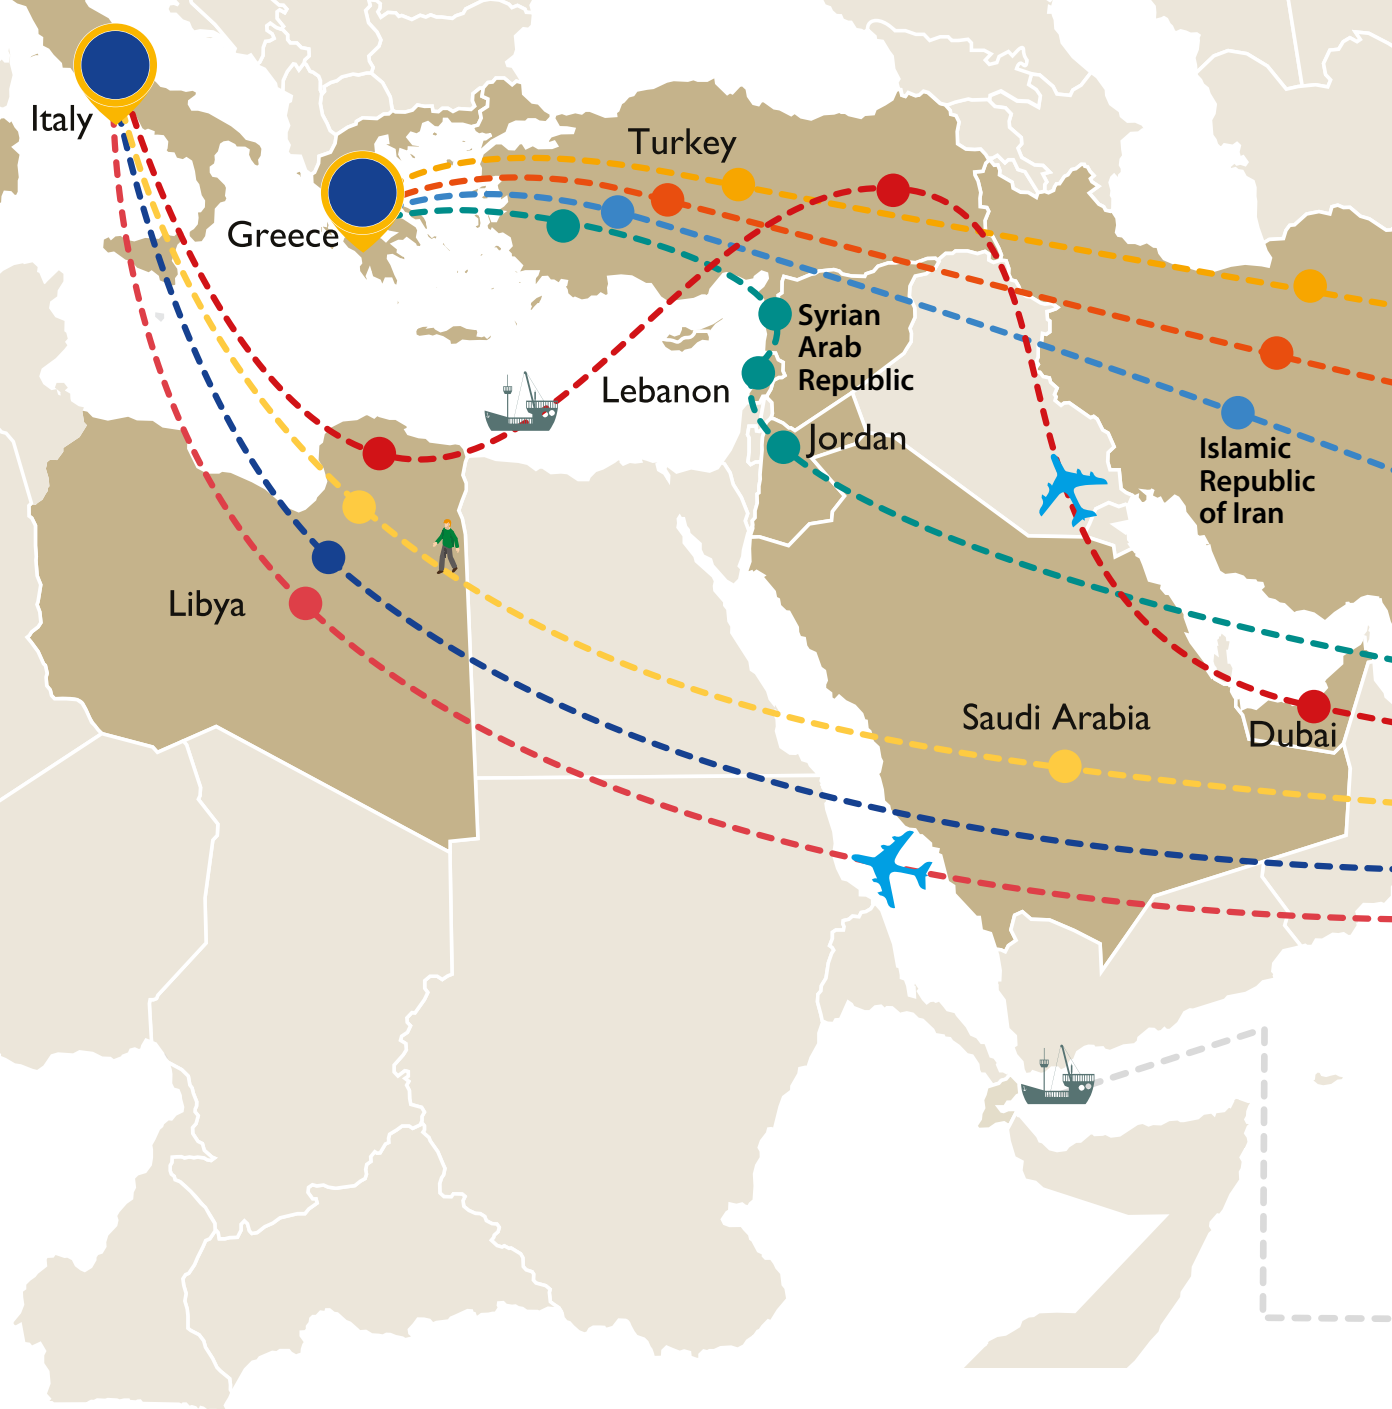 Italy
Turkey
Greece
Syrian
Arab
Republic
Lebanon
Jordan
Islamic
Republic
of Iran
Libya
Saudi Arabia
Dubai